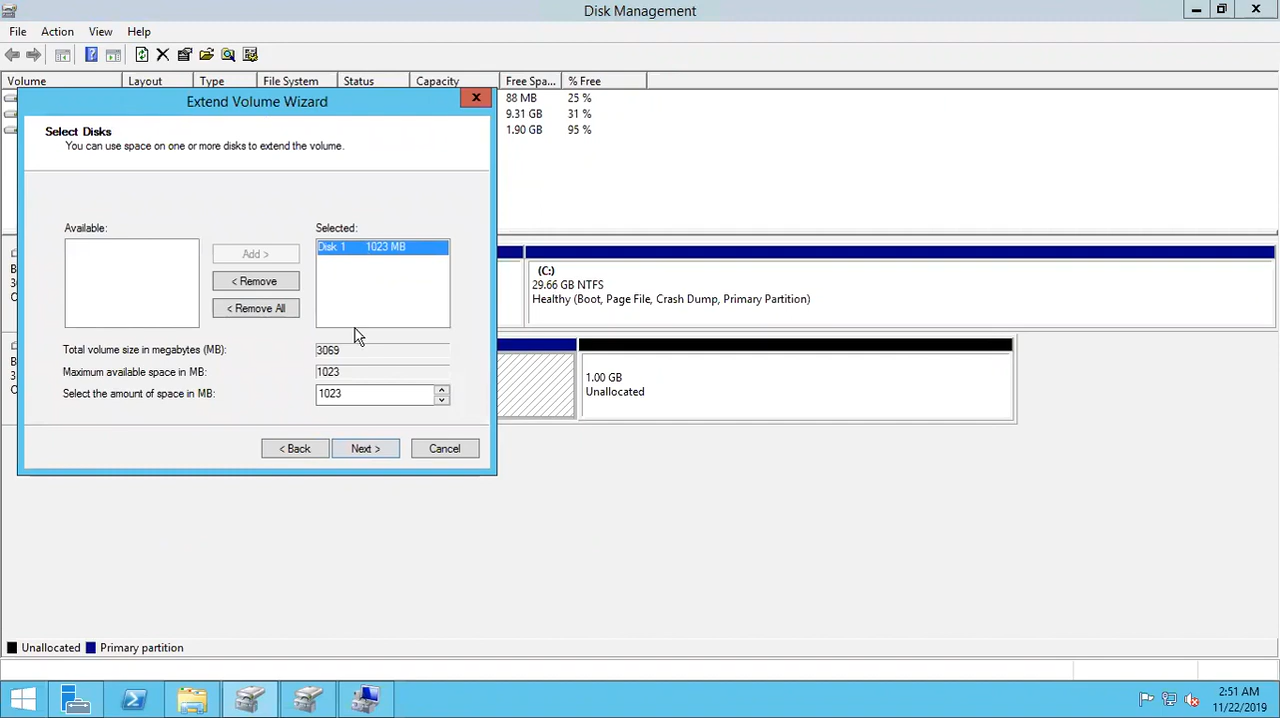 Disk Management
File Action View Help
Volume Layout Type File System Status Capacity Free Spa... % Free
88 MB 25 %
9.31 GB 31 %
1.90 GB 95 %
Extend Volume Wizard
Select Disks
You can use space on one or more disks to extend the volume.
Available:
Selected:
Disk 1 1023 MB
Add >
< Remove
< Remove All
Total volume size in megabytes (MB): 3069
Maximum available space in MB: 1023
Select the amount of space in MB: 1023
< Back Next > Cancel
B
3
O
(C:)
29.66 GB NTFS
Healthy (Boot, Page File, Crash Dump, Primary Partition)
B
3
O
1.00 GB
Unallocated
Unallocated Primary partition
2:51 AM
11/22/2019